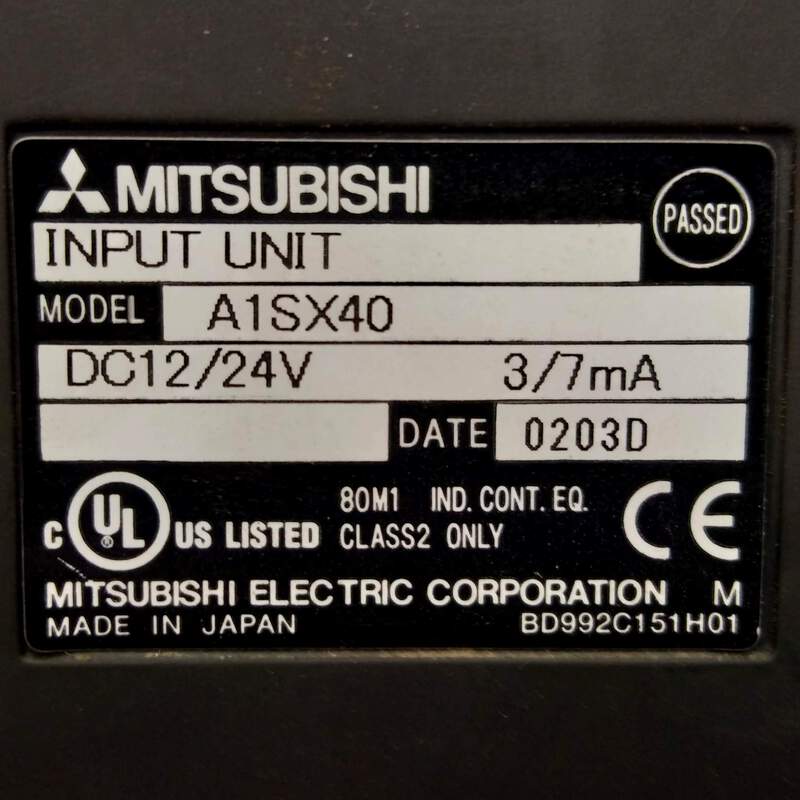 MITSUBISHI
PASSED
INPUT UNIT
MODEL A1SX40
DC12/24V 3/7mA
DATE 0203D
C UL ® US LISTED
80M1 IND. CONT. EQ.
CLASS2 ONLY
CE
MITSUBISHI ELECTRIC CORPORATION M
MADE IN JAPAN BD992C151H01